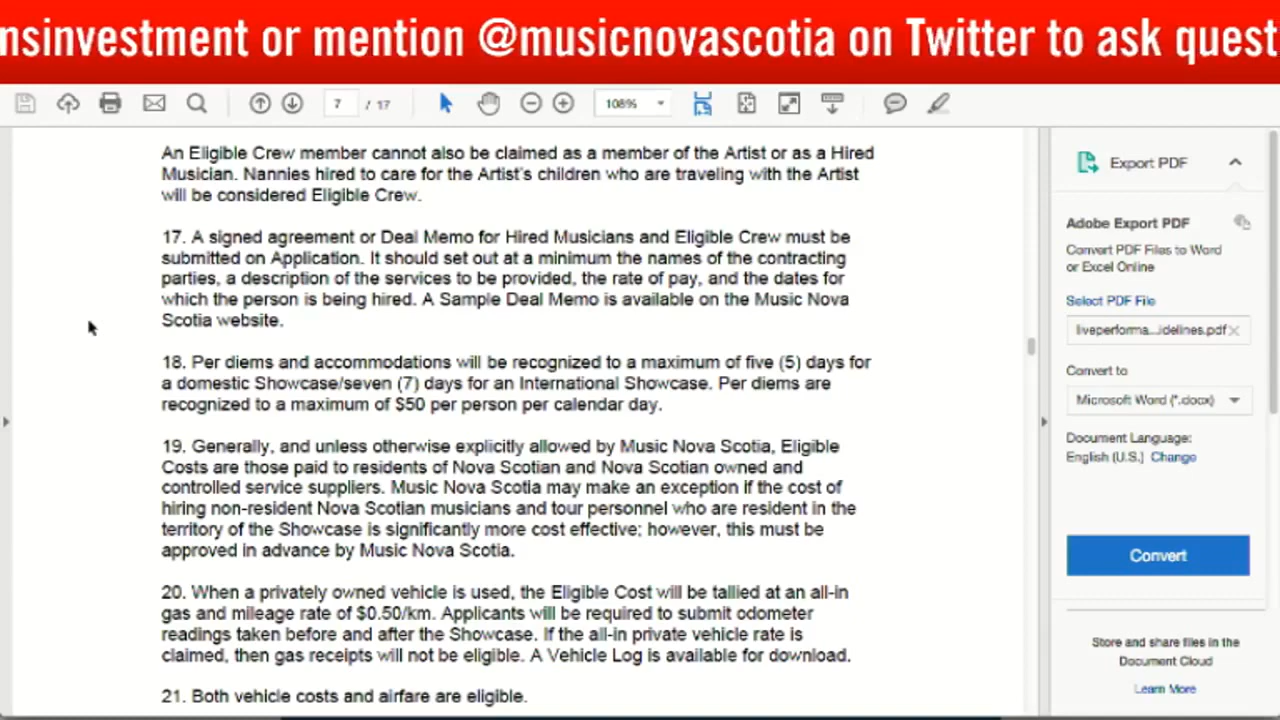 nsinvestment or mention @musicnovascotia on Twitter to ask quest
7 / 17
108%
An Eligible Crew member cannot also be claimed as a member of the Artist or as a Hired
Musician. Nannies hired to care for the Artist's children who are traveling with the Artist
will be considered Eligible Crew.
17. A signed agreement or Deal Memo for Hired Musicians and Eligible Crew must be
submitted on Application. It should set out at a minimum the names of the contracting
parties, a description of the services to be provided, the rate of pay, and the dates for
which the person is being hired. A Sample Deal Memo is available on the Music Nova
Scotia website.
18. Per diems and accommodations will be recognized to a maximum of five (5) days for
a domestic Showcase/seven (7) days for an International Showcase. Per diems are
recognized to a maximum of $50 per person per calendar day.
19. Generally, and unless otherwise explicitly allowed by Music Nova Scotia, Eligible
Costs are those paid to residents of Nova Scotian and Nova Scotian owned and
controlled service suppliers. Music Nova Scotia may make an exception if the cost of
hiring non-resident Nova Scotian musicians and tour personnel who are resident in the
territory of the Showcase is significantly more cost effective; however, this must be
approved in advance by Music Nova Scotia.
20. When a privately owned vehicle is used, the Eligible Cost will be tallied at an all-in
gas and mileage rate of $0.50/km. Applicants will be required to submit odometer
readings taken before and after the Showcase. If the all-in private vehicle rate is
claimed, then gas receipts will not be eligible. A Vehicle Log is available for download.
21. Both vehicle costs and airfare are eligible.
Export PDF
Adobe Export PDF
Convert PDF Files to Word
or Excel Online
Select PDF File
liveperforma...idelines.pdf
Convert to
Microsoft Word (*.docx)
Document Language:
English (U.S.) Change
Convert
Store and share files in the
Document Cloud
Learn More